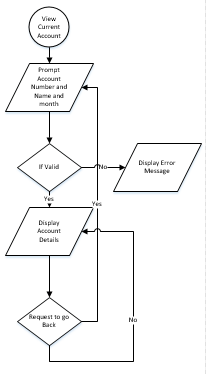 View
Current
Account
Prompt
Account
Number and
Name and
month
If Valid
No
Display Error
Message
Yes
Yes
Display
Account
Details
Request to go
Back
No